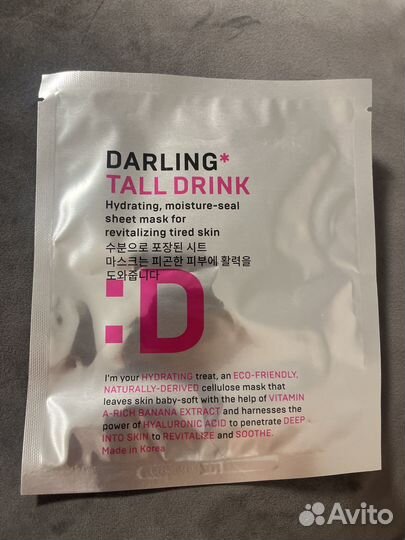 DARLING*
TALL DRINK
Hydrating, moisture-seal
sheet mask for
revitalizing tired skin
수분으로 포장된 시트
마스크는 피곤한 피부에 활력을
도와줍니다
:D
I'm your HYDRATING treat, an ECO-FRIENDLY,
NATURALLY-DERIVED cellulose mask that
leaves skin baby-soft with the help of VITAMIN
A-RICH BANANA EXTRACT and harnesses the
power of HYALURONIC ACID to penetrate DEEP
INTO SKIN to REVITALIZE and SOOTHE.
Made in Korea
Avito